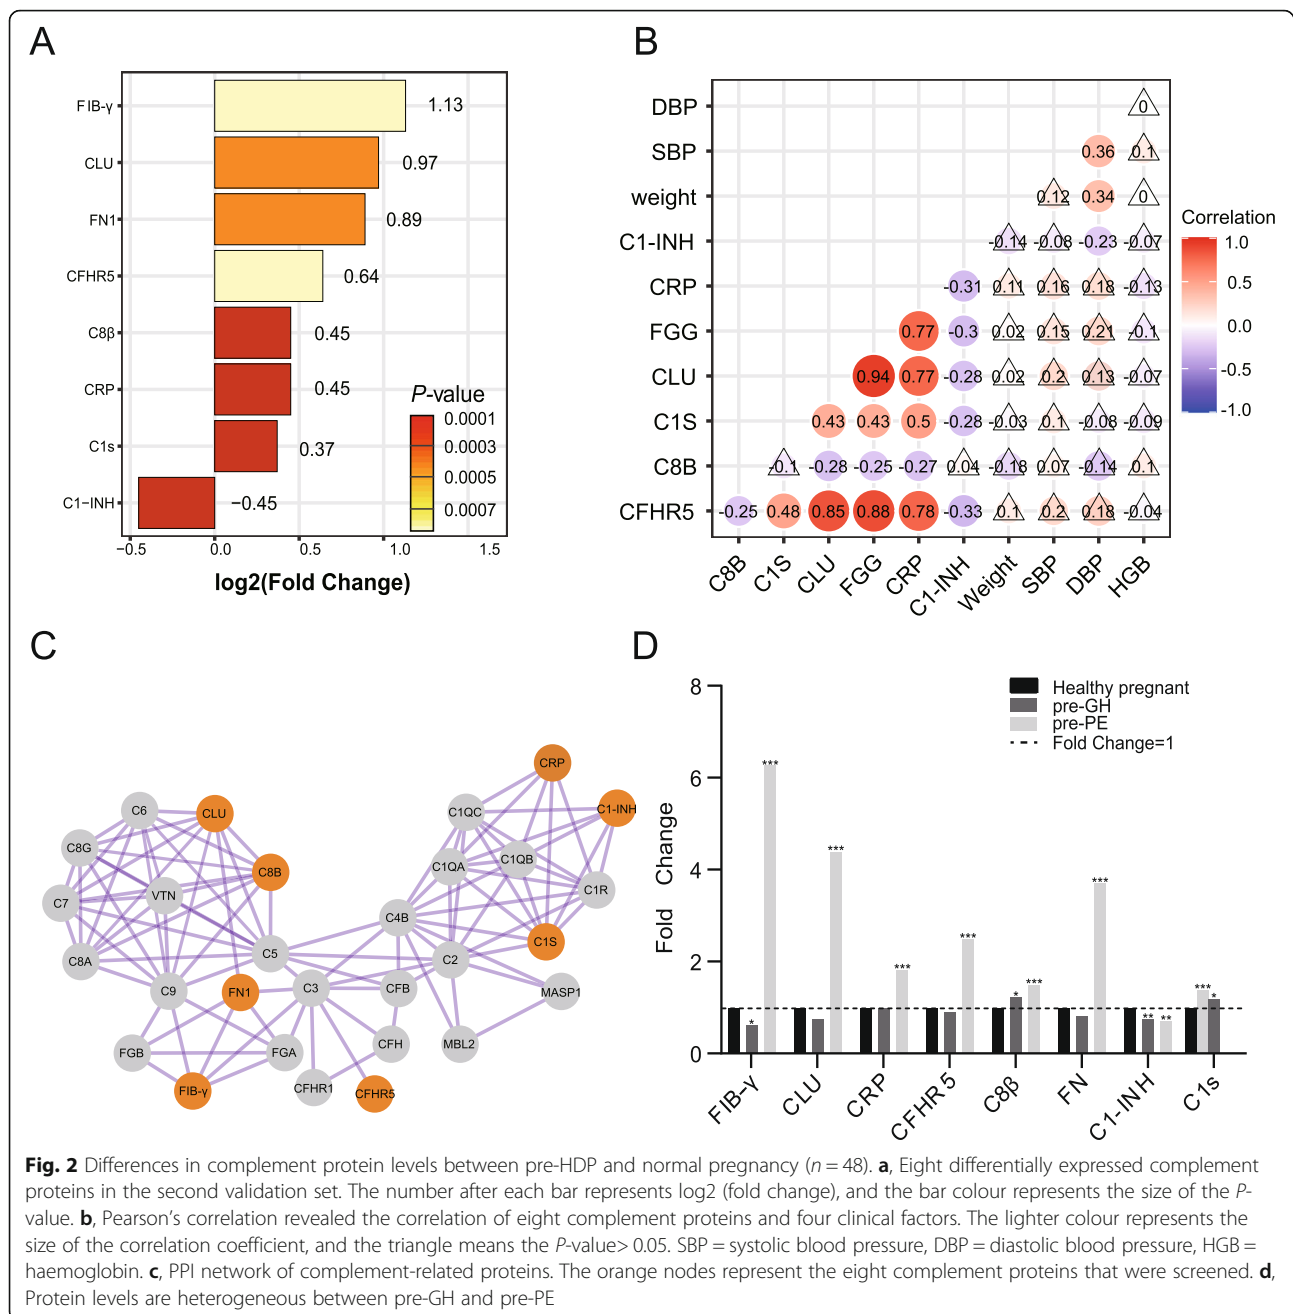 A
FIB-γ
1.13
CLU
0.97
FN1
0.89
CFHR5
0.64
C8β
0.45
CRP
0.45
C1s
0.37
C1−INH
−0.45
P-value
0.0001
0.0003
0.0005
0.0007
−0.5 0.0 0.5 1.0 1.5
log2(Fold Change)
B
DBP 0
SBP 0.36 0.1
weight 0.12 0.34 0
C1-INH -0.14 -0.08 -0.23 -0.07
CRP -0.31 0.11 0.16 0.18 -0.13
FGG 0.77 -0.3 0.02 0.15 0.21 -0.1
CLU 0.94 0.77 -0.28 0.02 0.2 0.13 -0.07
C1S 0.43 0.43 0.5 -0.28 -0.03 0.1 -0.08 -0.09
C8B -0.1 -0.28 -0.25 -0.27 0.04 -0.18 0.07 -0.14 0.1
CFHR5 -0.25 0.48 0.85 0.88 0.78 -0.33 0.1 0.2 0.18 -0.04
C8B C1S CLU FGG CRP C1-INH Weight SBP DBP HGB
Correlation
1.0
0.5
0.0
-0.5
-1.0
C
CRP
C6
CLU
C1QC
C1-INH
C8G
C1QB
C1QA
C8B
C1R
VTN
C7
C4B
C1S
C5
C8A
C2
C9
FN1
C3
CFB
MASP1
FGB
FGA
CFH
MBL2
FIB-γ
CFHR1
CFHR5
D
Healthy pregnant
pre-GH
pre-PE
Fold Change=1
Fold Change
8
6
4
2
0
* *** *** *** *** * *** *** ** ** *** *
FIB-γ CLU CRP CFHR5 C8β FN C1-INH C1s
Fig. 2 Differences in complement protein levels between pre-HDP and normal pregnancy (n = 48). a, Eight differentially expressed complement
proteins in the second validation set. The number after each bar represents log2 (fold change), and the bar colour represents the size of the P-
value. b, Pearson's correlation revealed the correlation of eight complement proteins and four clinical factors. The lighter colour represents the
size of the correlation coefficient, and the triangle means the P-value> 0.05. SBP = systolic blood pressure, DBP = diastolic blood pressure, HGB =
haemoglobin. c, PPI network of complement-related proteins. The orange nodes represent the eight complement proteins that were screened. d,
Protein levels are heterogeneous between pre-GH and pre-PE